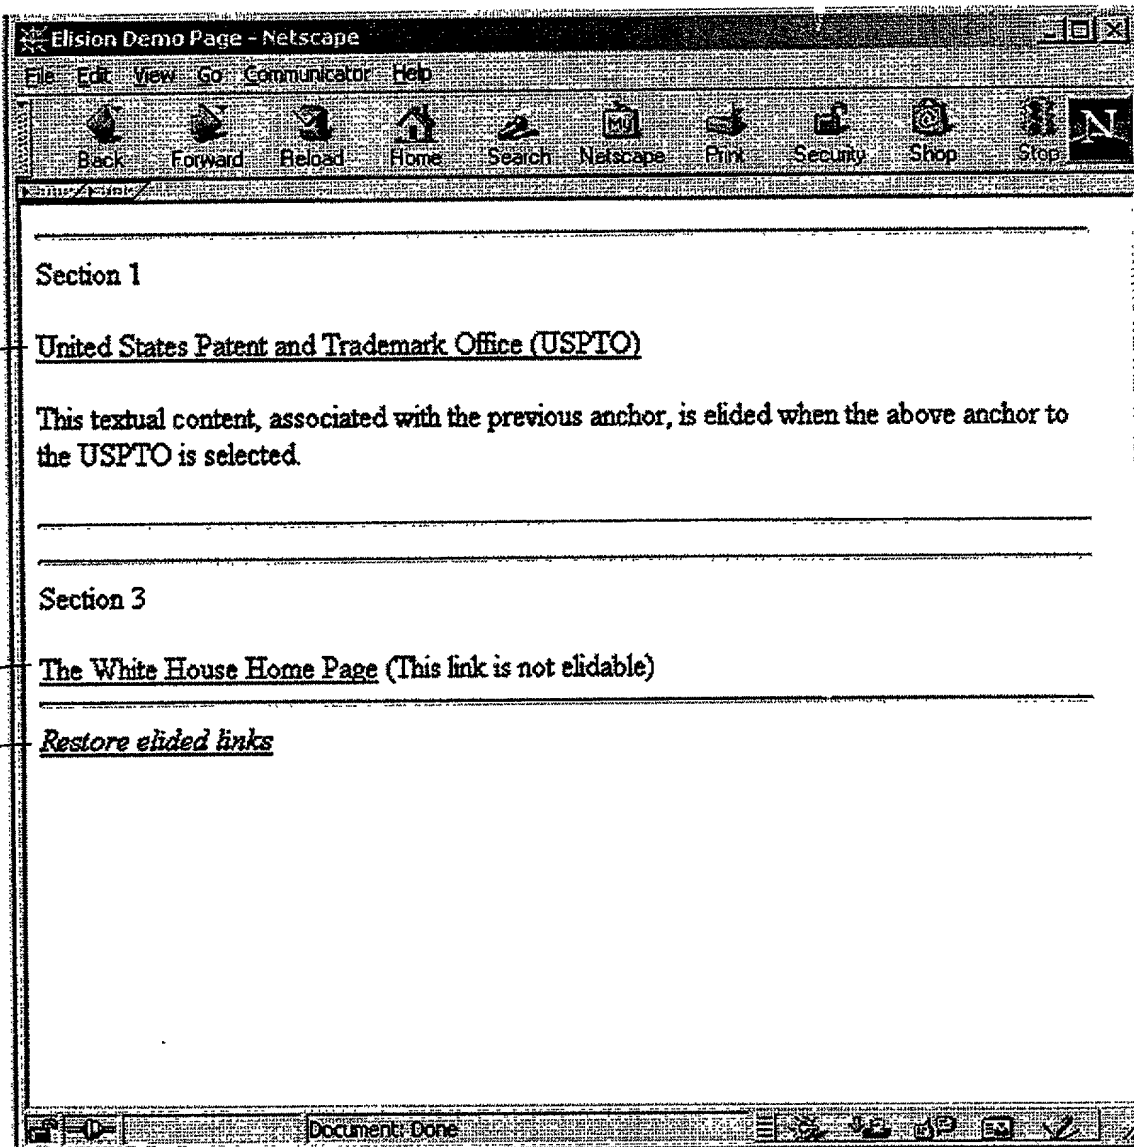 Elision Demo Page - Netscape
File Edit View Go Communicator Help
Back Forward Reload Home Search Netscape Print Security Shop Stop
N
Section 1
United States Patent and Trademark Office (USPTO)
This textual content, associated with the previous anchor, is elided when the above anchor to
the USPTO is selected.
Section 3
The White House Home Page (This link is not elidable)
Restore elided links
Document: Done